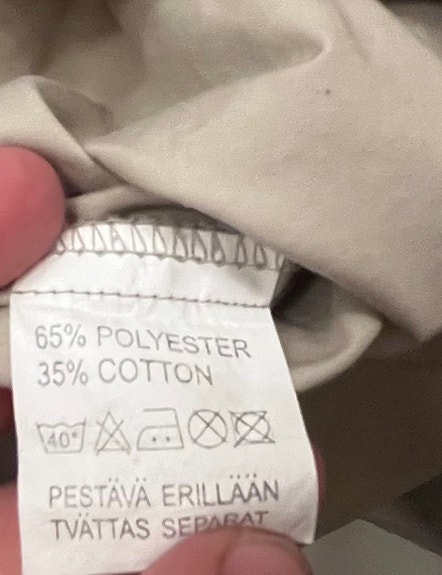 65% POLYESTER
35% COTTON
40°
PESTÄVÄ ERILLÄÄN
TVÄTTAS SEPARAT